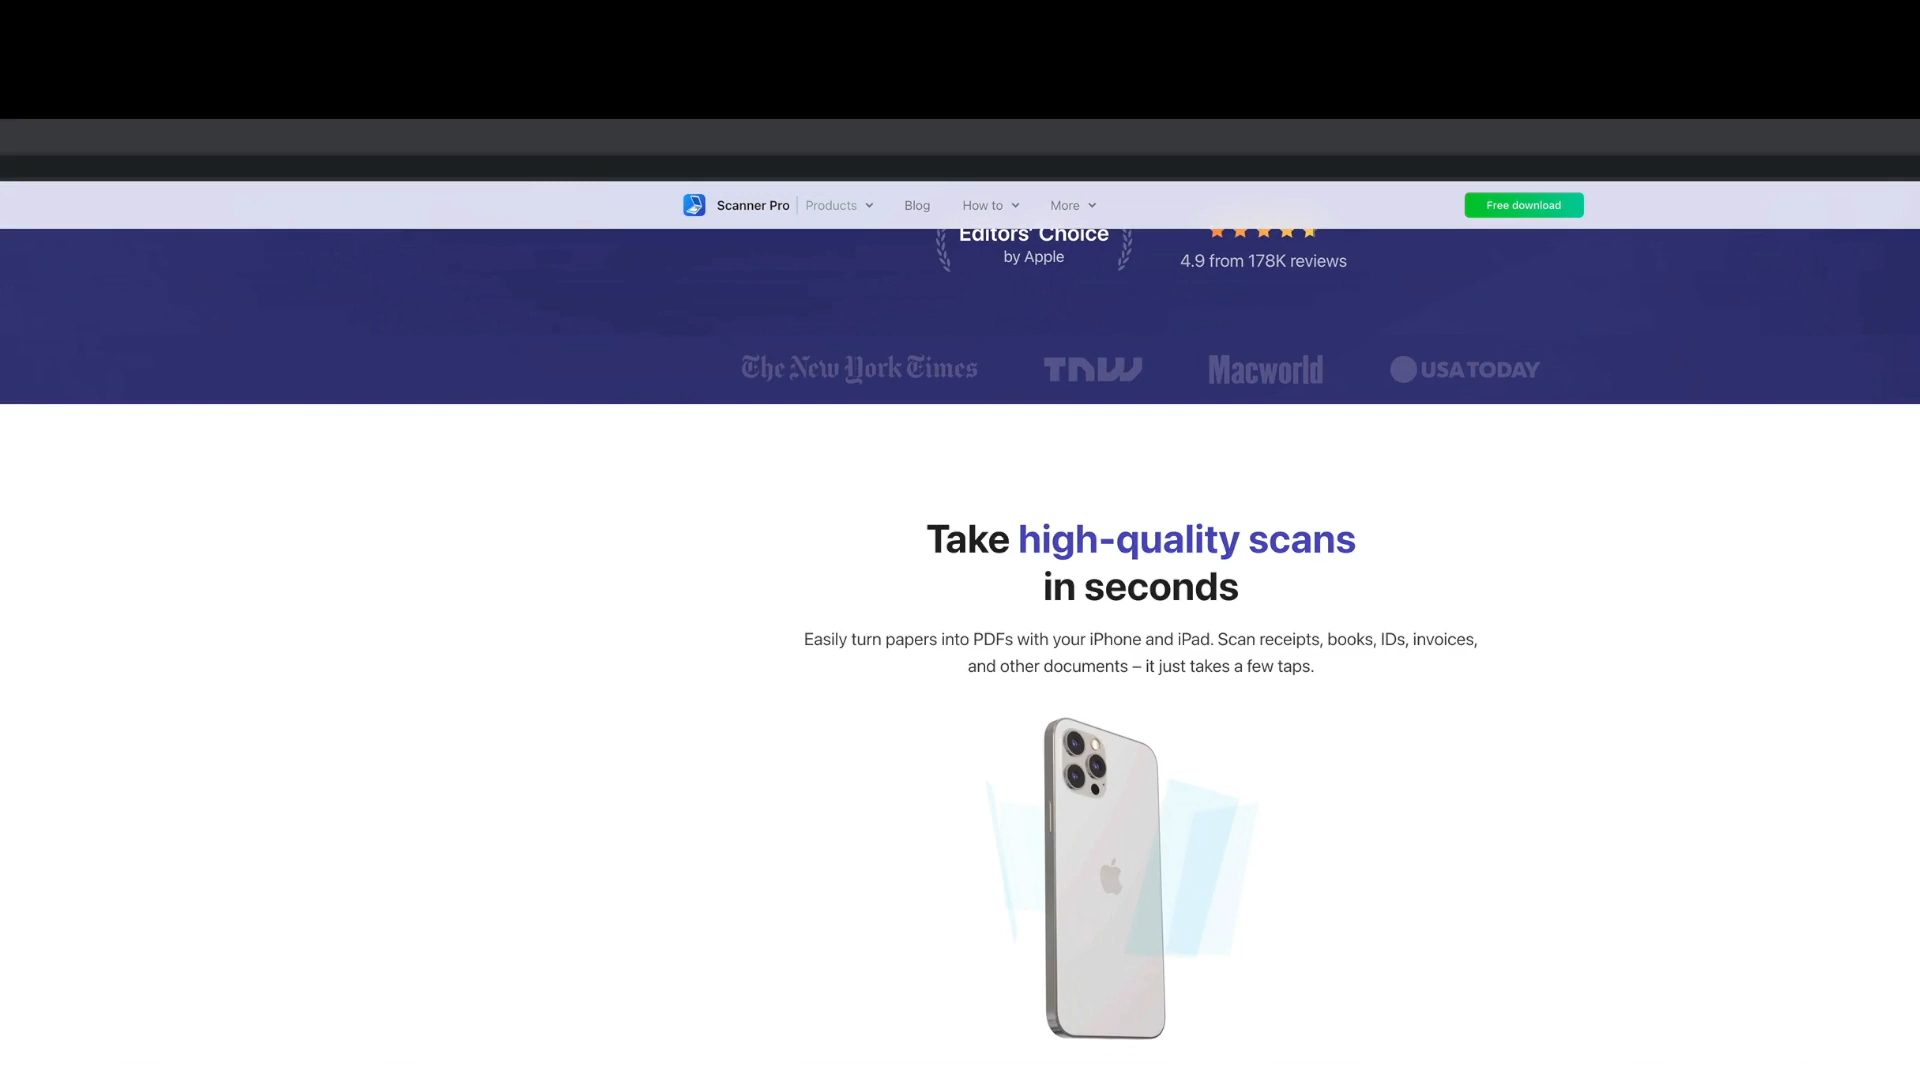 Scanner Pro Products Blog How to More Free download
Editors' Choice
by Apple
4.9 from 178K reviews
The New York Times TNW Macworld USA TODAY
Take high-quality scans
in seconds
Easily turn papers into PDFs with your iPhone and iPad. Scan receipts, books, IDs, invoices,
and other documents – it just takes a few taps.